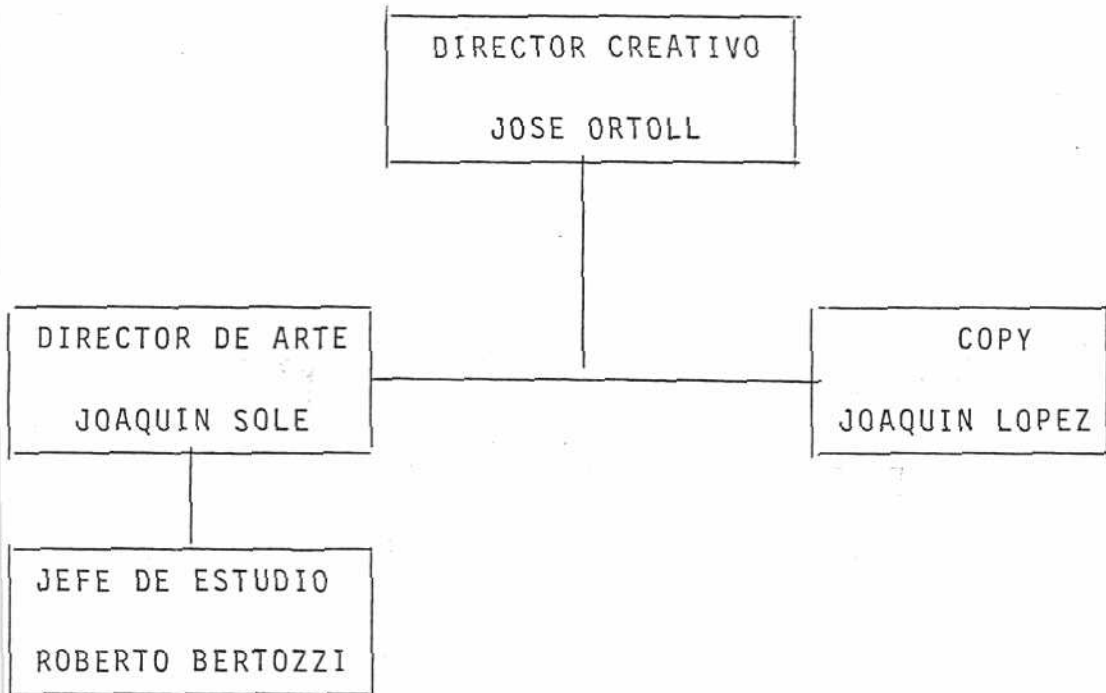 DIRECTOR CREATIVO
JOSE ORTOLL
DIRECTOR DE ARTE
JOAQUIN SOLE
COPY
JOAQUIN LOPEZ
JEFE DE ESTUDIO
ROBERTO BERTOZZI